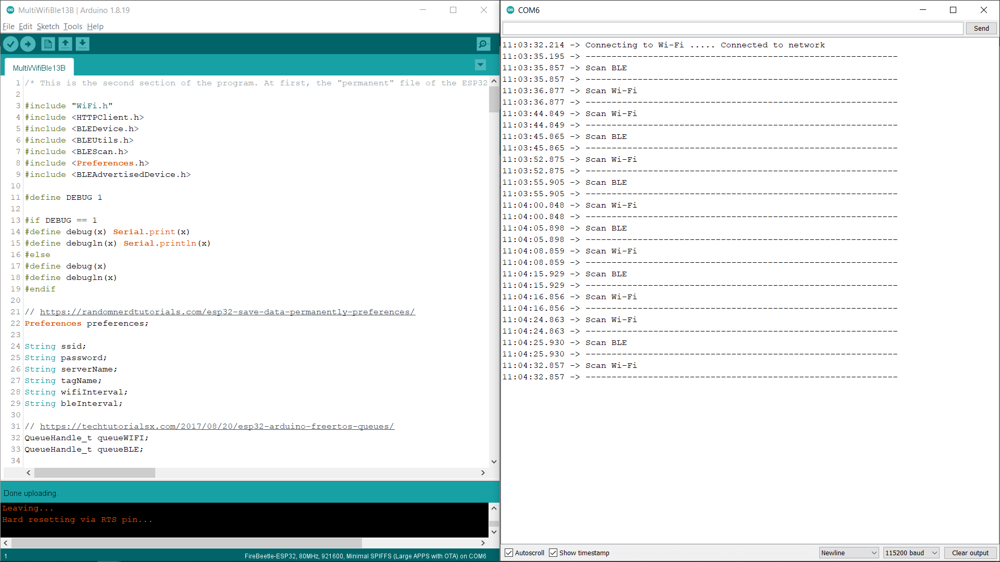 MultiWifiBle13B | Arduino 1.8.19
File Edit Sketch Tools Help
MultiWifiBle13B
1 /* This is the second section of the program. At first, the "permanent" file of the ESP32
2
3 #include "WiFi.h"
4 #include <HTTPClient.h>
5 #include <BLEDevice.h>
6 #include <BLEUtils.h>
7 #include <BLEScan.h>
8 #include <Preferences.h>
9 #include <BLEAdvertisedDevice.h>
10
11 #define DEBUG 1
12
13 #if DEBUG == 1
14 #define debug(x) Serial.print(x)
15 #define debugln(x) Serial.println(x)
16 #else
17 #define debug(x)
18 #define debugln(x)
19 #endif
20
21 // https://randomnerdtutorials.com/esp32-save-data-permanently-preferences/
22 Preferences preferences;
23
24 String ssid;
25 String password;
26 String serverName;
27 String tagName;
28 String wifiInterval;
29 String bleInterval;
30
31 // https://techtutorialsx.com/2017/08/20/esp32-arduino-freertos-queues/
32 QueueHandle_t queueWIFI;
33 QueueHandle_t queueBLE;
34
Done uploading.
Leaving...
Hard resetting via RTS pin...
1 FireBeetle-ESP32, 80MHz, 921600, Minimal SPIFFS (Large APPS with OTA) on COM6
COM6
Send
11:03:32.214 -> Connecting to Wi-Fi ..... Connected to network
11:03:35.195 -> ------------------------------------------------------------
11:03:35.857 -> Scan BLE
11:03:35.857 -> ------------------------------------------------------------
11:03:36.877 -> Scan Wi-Fi
11:03:36.877 -> ------------------------------------------------------------
11:03:44.849 -> Scan Wi-Fi
11:03:44.849 -> ------------------------------------------------------------
11:03:45.865 -> Scan BLE
11:03:45.865 -> ------------------------------------------------------------
11:03:52.875 -> Scan Wi-Fi
11:03:52.875 -> ------------------------------------------------------------
11:03:55.905 -> Scan BLE
11:03:55.905 -> ------------------------------------------------------------
11:04:00.848 -> Scan Wi-Fi
11:04:00.848 -> ------------------------------------------------------------
11:04:05.898 -> Scan BLE
11:04:05.898 -> ------------------------------------------------------------
11:04:08.859 -> Scan Wi-Fi
11:04:08.859 -> ------------------------------------------------------------
11:04:15.929 -> Scan BLE
11:04:15.929 -> ------------------------------------------------------------
11:04:16.856 -> Scan Wi-Fi
11:04:16.856 -> ------------------------------------------------------------
11:04:24.863 -> Scan Wi-Fi
11:04:24.863 -> ------------------------------------------------------------
11:04:25.930 -> Scan BLE
11:04:25.930 -> ------------------------------------------------------------
11:04:32.857 -> Scan Wi-Fi
11:04:32.857 -> ------------------------------------------------------------
Autoscroll Show timestamp Newline 115200 baud Clear output